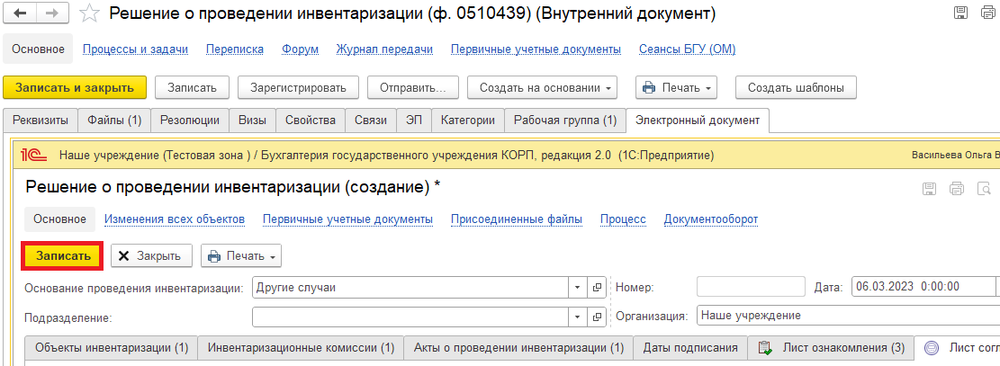 Решение о проведении инвентаризации (ф. 0510439) (Внутренний документ)
Основное Процессы и задачи Переписка Форум Журнал передачи Первичные учетные документы Сеансы БГУ (ОМ)
Записать и закрыть Записать Зарегистрировать Отправить... Создать на основании Печать Создать шаблоны
Реквизиты Файлы (1) Резолюции Визы Свойства Связи ЭП Категории Рабочая группа (1) Электронный документ
1С Наше учреждение (Тестовая зона ) / Бухгалтерия государственного учреждения КОРП, редакция 2.0 (1С:Предприятие) Васильева Ольга В
Решение о проведении инвентаризации (создание) *
Основное Изменения всех объектов Первичные учетные документы Присоединенные файлы Процесс Документооборот
Записать Закрыть Печать
Основание проведения инвентаризации: Другие случаи Номер: Дата: 06.03.2023 0:00:00
Подразделение: Организация: Наше учреждение
Объекты инвентаризации (1) Инвентаризационные комиссии (1) Акты о проведении инвентаризации (1) Даты подписания Лист ознакомления (3) Лист согл